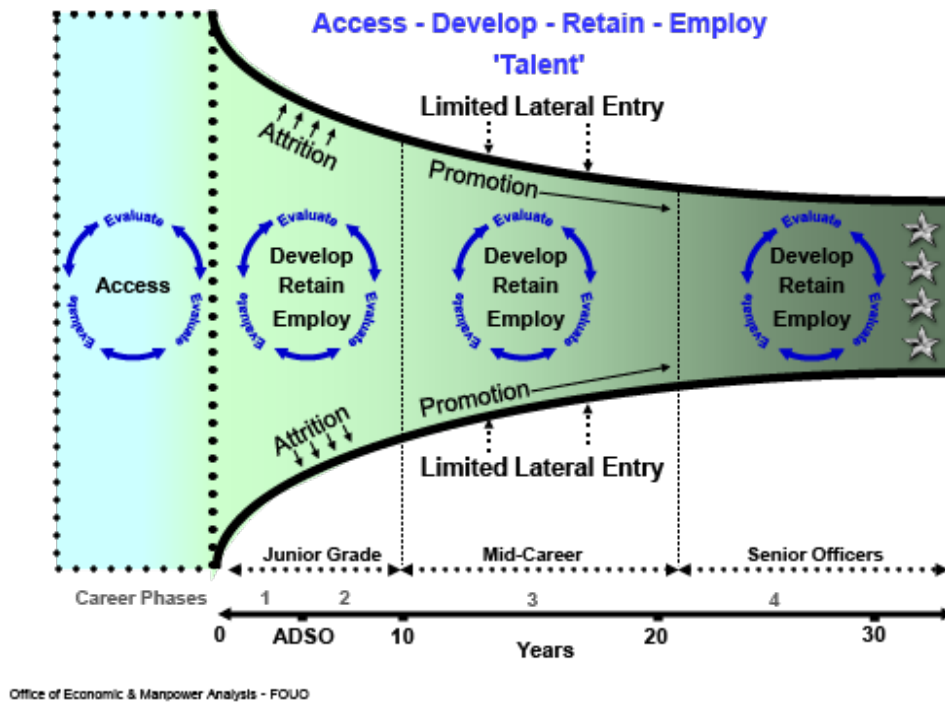 Access - Develop - Retain - Employ
'Talent'
Limited Lateral Entry
Attrition
Promotion
Evaluate
Evaluate
Evaluate
Access
Evaluate
Evaluate
Evaluate
Develop
Retain
Employ
Evaluate
Evaluate
Evaluate
Develop
Retain
Employ
Evaluate
Evaluate
Evaluate
Develop
Retain
Employ
Promotion
Attrition
Limited Lateral Entry
Junior Grade
Mid-Career
Senior Officers
Career Phases 1 2 3 4
0 ADSO 10 20 30
Years
Office of Economic & Manpower Analysis - FOUO